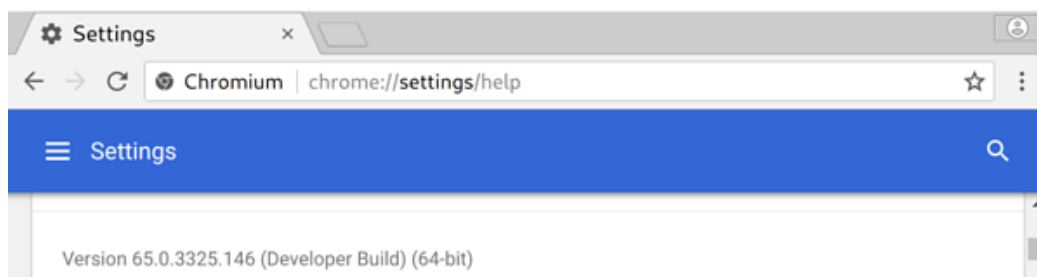 Settings
Chromium chrome://settings/help
Settings
Version 65.0.3325.146 (Developer Build) (64-bit)